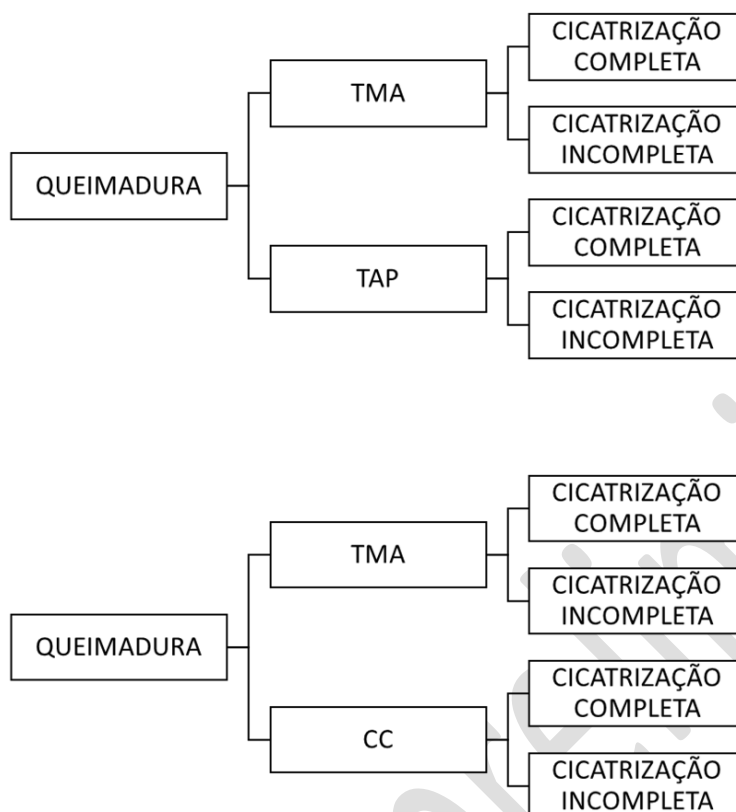 CICATRIZAÇÃO
COMPLETA
TMA
CICATRIZAÇÃO
INCOMPLETA
QUEIMADURA
CICATRIZAÇÃO
COMPLETA
TAP
CICATRIZAÇÃO
INCOMPLETA
CICATRIZAÇÃO
COMPLETA
TMA
CICATRIZAÇÃO
INCOMPLETA
QUEIMADURA
CICATRIZAÇÃO
COMPLETA
CC
CICATRIZAÇÃO
INCOMPLETA